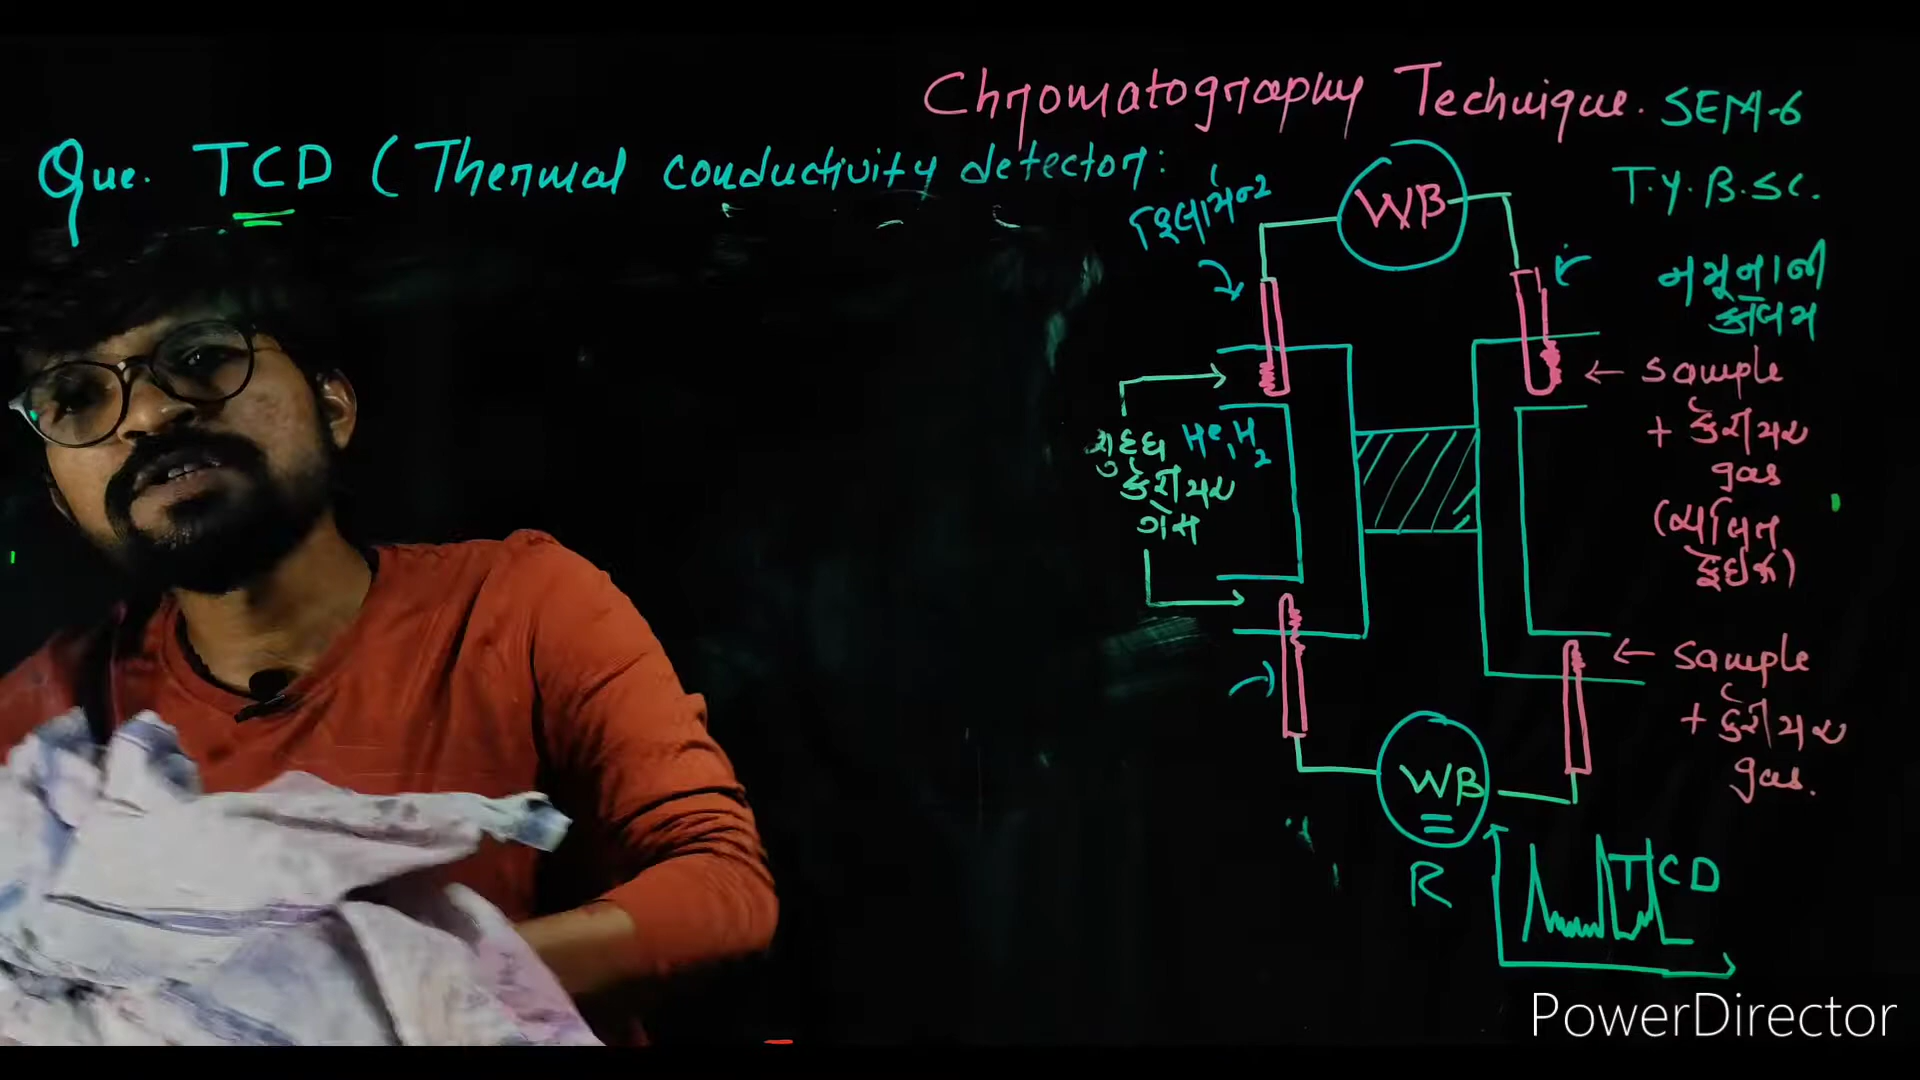 Chromatography Technique. SEM-6
Que. TCD (Thermal conductivity detector:
T.Y.B.SC.
ફિલામેન્ટ
WB
નમૂનાની
કૉલમ
← sample
+ કેરીયર
gas
શુદ્ધ
He, H2
કેરીયર
ગેસ
← sample
+ કેરીયર
gas.
WB
R
TCD
PowerDirector